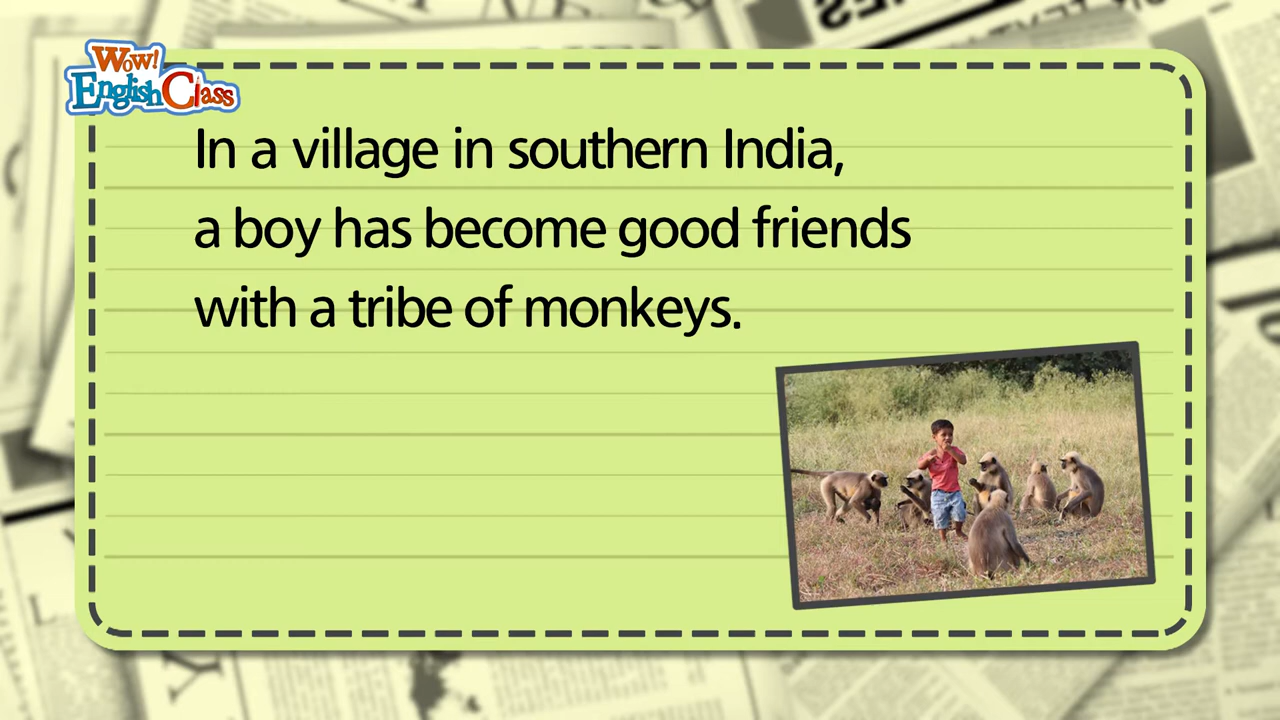 Wow!
English Class
In a village in southern India,
a boy has become good friends
with a tribe of monkeys.